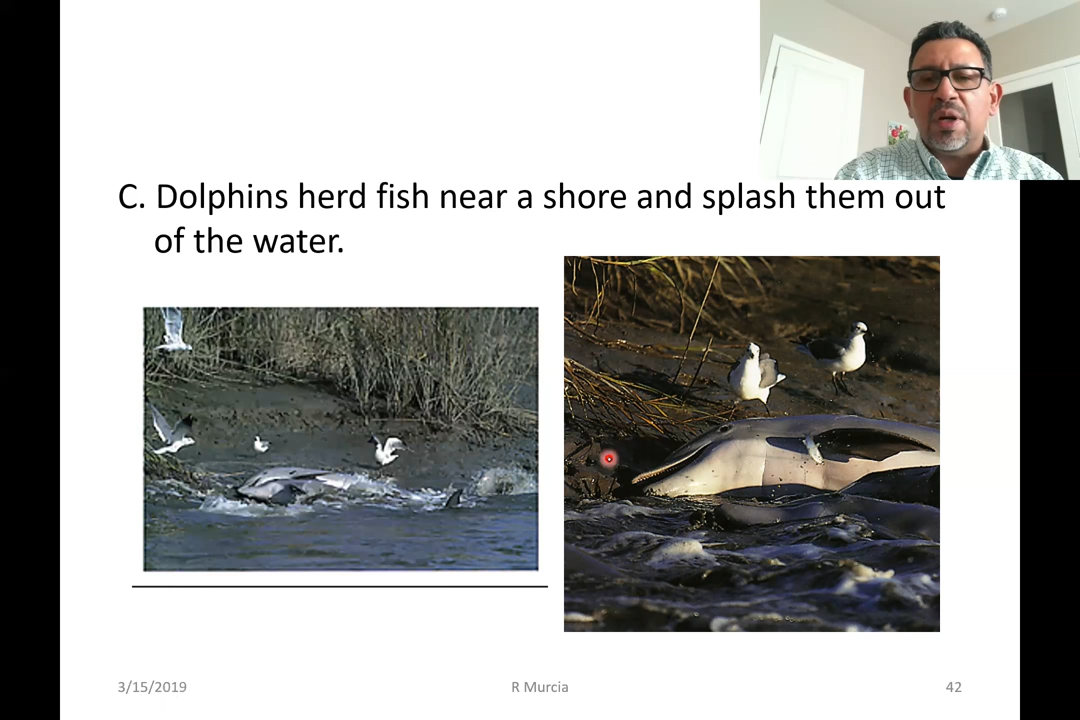 C. Dolphins herd fish near a shore and splash them out
of the water.
3/15/2019
R Murcia
42